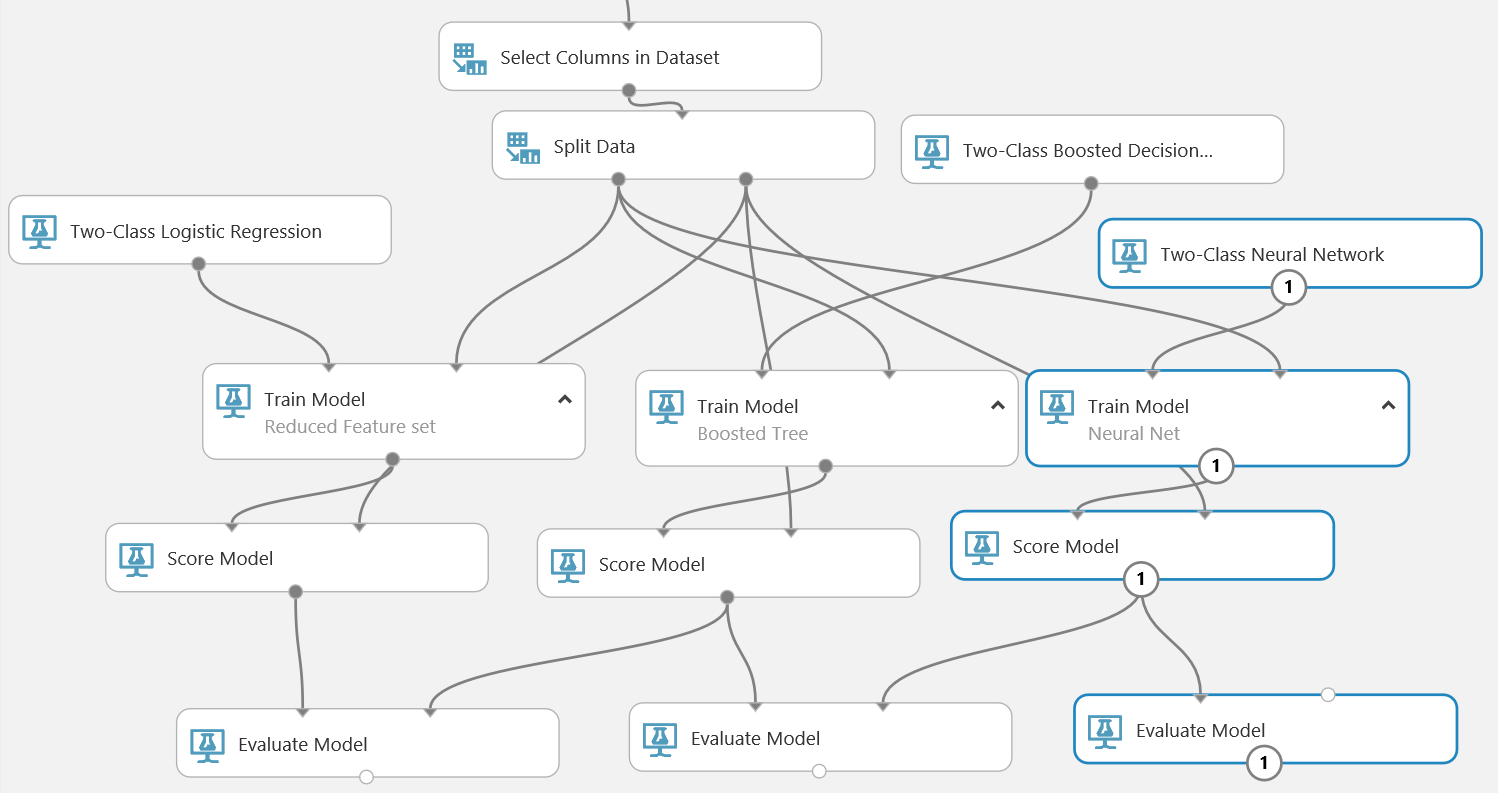 Select Columns in Dataset
Split Data
Two-Class Boosted Decision...
Two-Class Logistic Regression
Two-Class Neural Network
1
Train Model
Reduced Feature set
Train Model
Boosted Tree
Train Model
Neural Net
1
Score Model
Score Model
Score Model
1
Evaluate Model
Evaluate Model
Evaluate Model
1